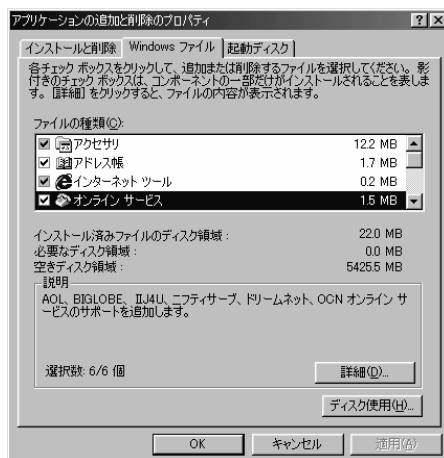 アプリケーションの追加と削除のプロパティ
インストールと削除 Windows ファイル 起動ディスク
各チェック ボックスをクリックして、追加または削除するファイルを選択してください。影
付きのチェック ボックスは、コンポーネントの一部だけがインストールされることを表しま
す。[詳細] をクリックすると、ファイルの内容が表示されます。
ファイルの種類(C):
アクセサリ 12.2 MB
アドレス帳 1.7 MB
インターネット ツール 0.2 MB
オンライン サービス 1.5 MB
インストール済みファイルのディスク領域 : 22.0 MB
必要なディスク領域 : 0.0 MB
空きディスク領域 : 5425.5 MB
説明
AOL、BIGLOBE、IIJ4U、ニフティサーブ、ドリームネット、OCN オンライン サ
ービスのサポートを追加します。
選択数: 6/6 個 詳細(D)...
ディスク使用(H)...
OK キャンセル 適用(A)